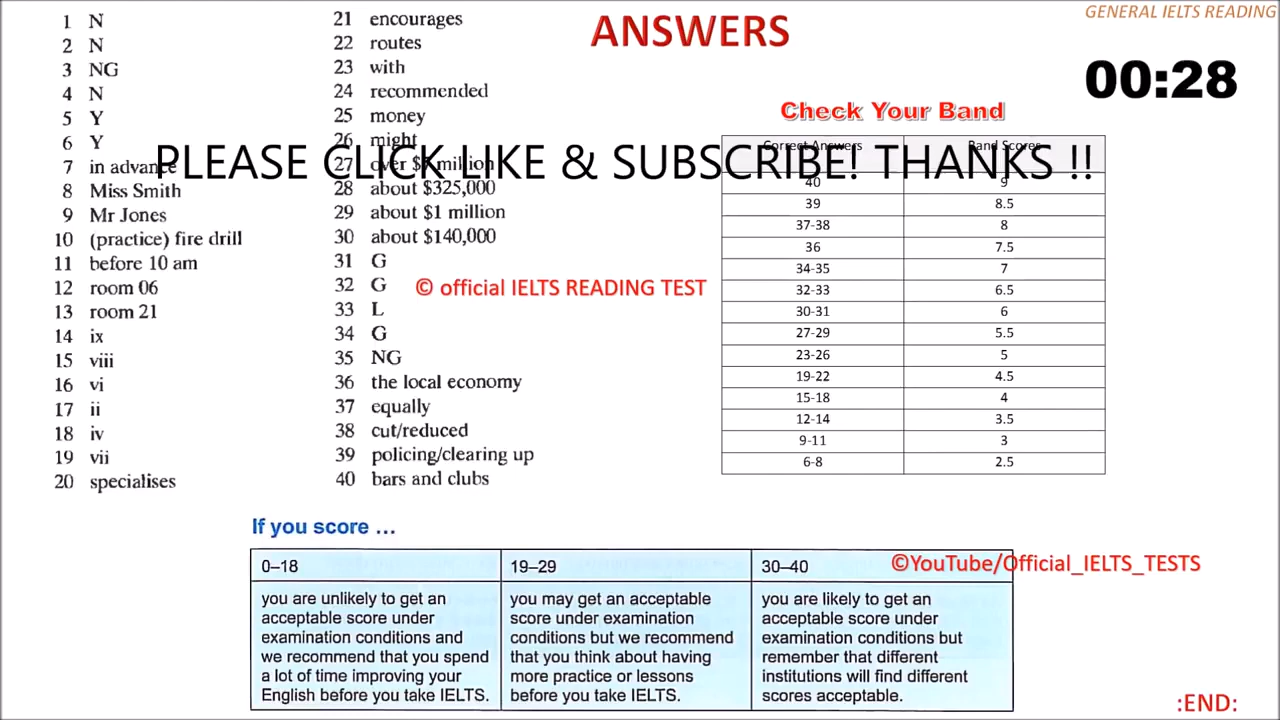 GENERAL IELTS READING
ANSWERS
00:28
1 N
2 N
3 NG
4 N
5 Y
6 Y
7 in advance
8 Miss Smith
9 Mr Jones
10 (practice) fire drill
11 before 10 am
12 room 06
13 room 21
14 ix
15 viii
16 vi
17 ii
18 iv
19 vii
20 specialises
21 encourages
22 routes
23 with
24 recommended
25 money
26 might
27 over million
28 about $325,000
29 about $1 million
30 about $140,000
31 G
32 G
33 L
34 G
35 NG
36 the local economy
37 equally
38 cut/reduced
39 policing/clearing up
40 bars and clubs
PLEASE CLICK LIKE & SUBSCRIBE! THANKS !!
© official IELTS READING TEST
Check Your Band
Correct Answers Band Scores
40 9
39 8.5
37-38 8
36 7.5
34-35 7
32-33 6.5
30-31 6
27-29 5.5
23-26 5
19-22 4.5
15-18 4
12-14 3.5
9-11 3
6-8 2.5
If you score ...
0–18
you are unlikely to get an
acceptable score under
examination conditions and
we recommend that you spend
a lot of time improving your
English before you take IELTS.
19–29
you may get an acceptable
score under examination
conditions but we recommend
that you think about having
more practice or lessons
before you take IELTS.
30–40
you are likely to get an
acceptable score under
examination conditions but
remember that different
institutions will find different
scores acceptable.
©YouTube/Official_IELTS_TESTS
:END: